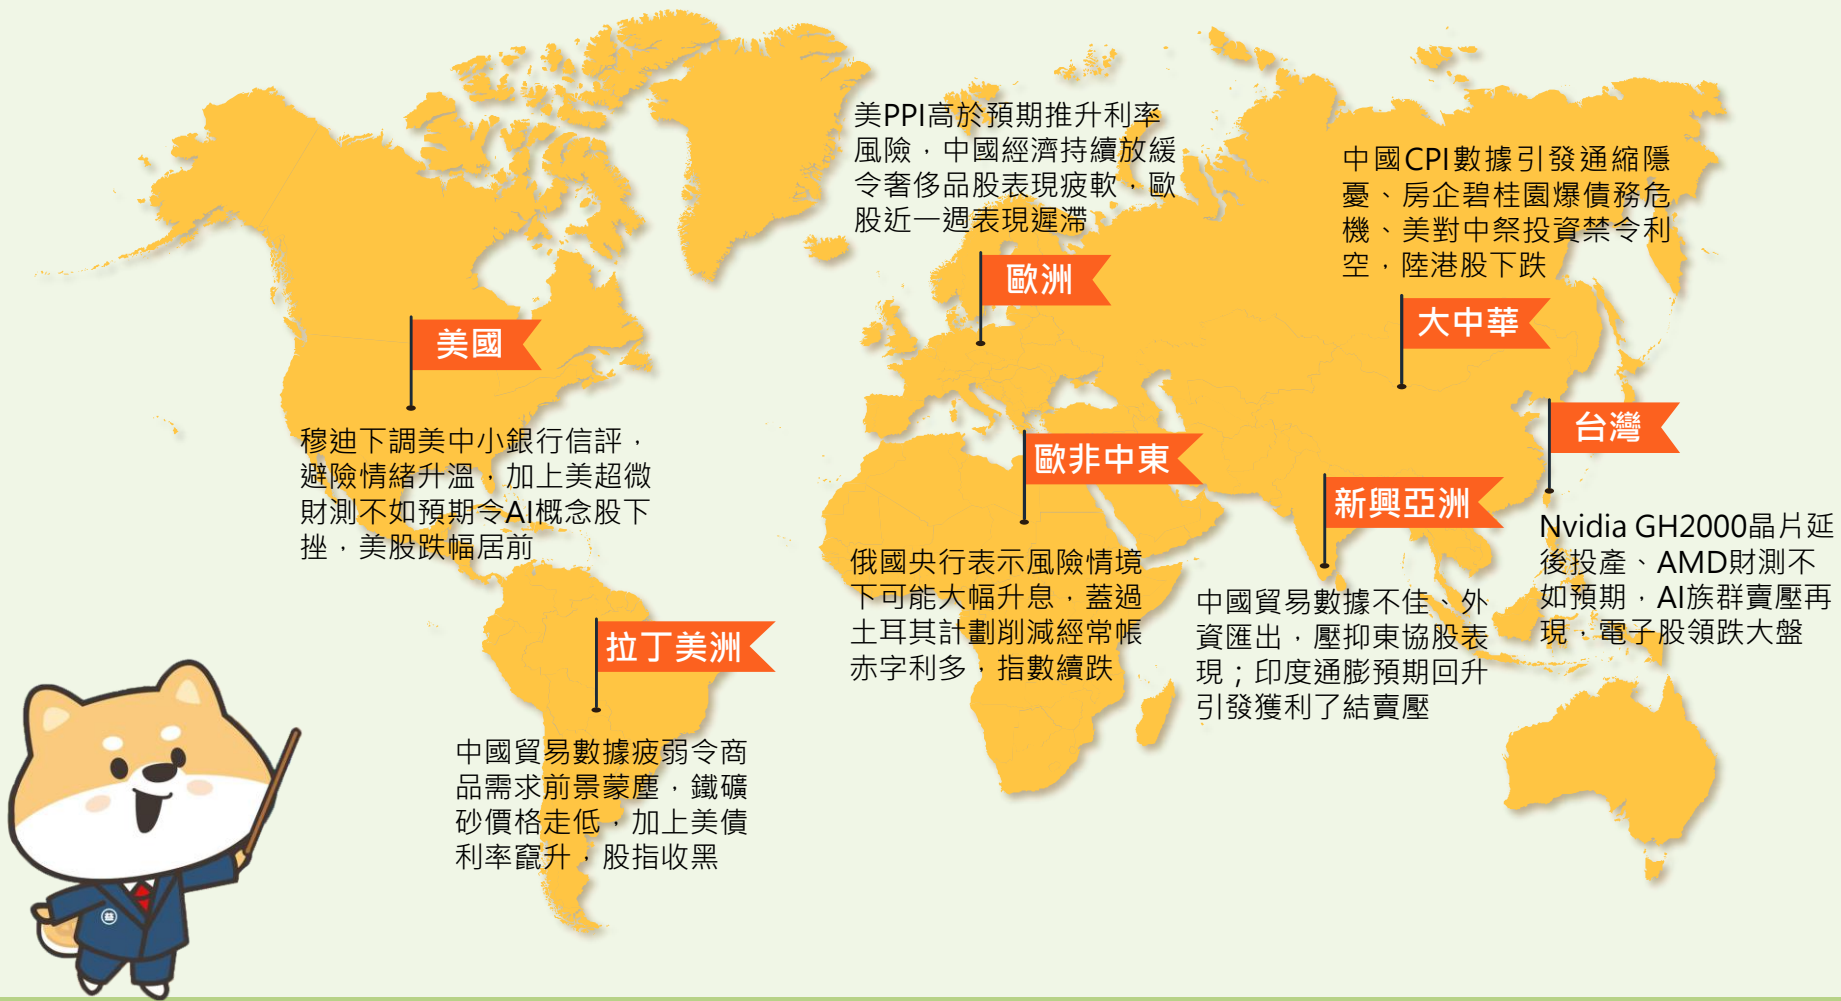 美PPI高於預期推升利率
風險，中國經濟持續放緩
令奢侈品股表現疲軟，歐
股近一週表現遲滯
歐洲
中國CPI數據引發通縮隱
憂、房企碧桂園爆債務危
機、美對中祭投資禁令利
空，陸港股下跌
大中華
美國
穆迪下調美中小銀行信評，
避險情緒升溫，加上美超微
財測不如預期令AI概念股下
挫，美股跌幅居前
歐非中東
俄國央行表示風險情境
下可能大幅升息，蓋過
土耳其計劃削減經常帳
赤字利多，指數續跌
新興亞洲
中國貿易數據不佳、外
資匯出，壓抑東協股表
現；印度通膨預期回升
引發獲利了結賣壓
台灣
Nvidia GH2000晶片延
後投產、AMD財測不
如預期，AI族群賣壓再
現，電子股領跌大盤
拉丁美洲
中國貿易數據疲弱令商
品需求前景蒙塵，鐵礦
砂價格走低，加上美債
利率竄升，股指收黑